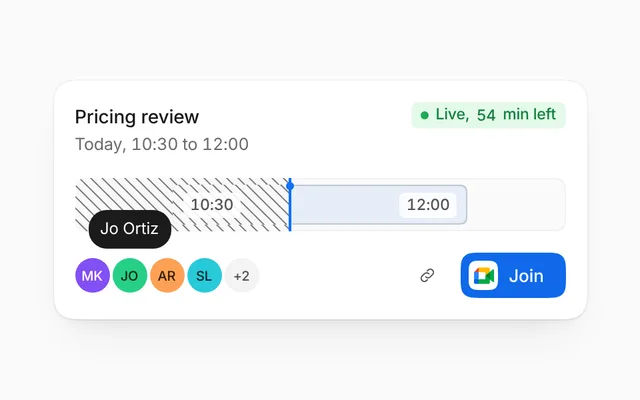 Pricing review
Live, 54 min left
Today, 10:30 to 12:00
10:30
12:00
Jo Ortiz
MK JO AR SL +2
Join